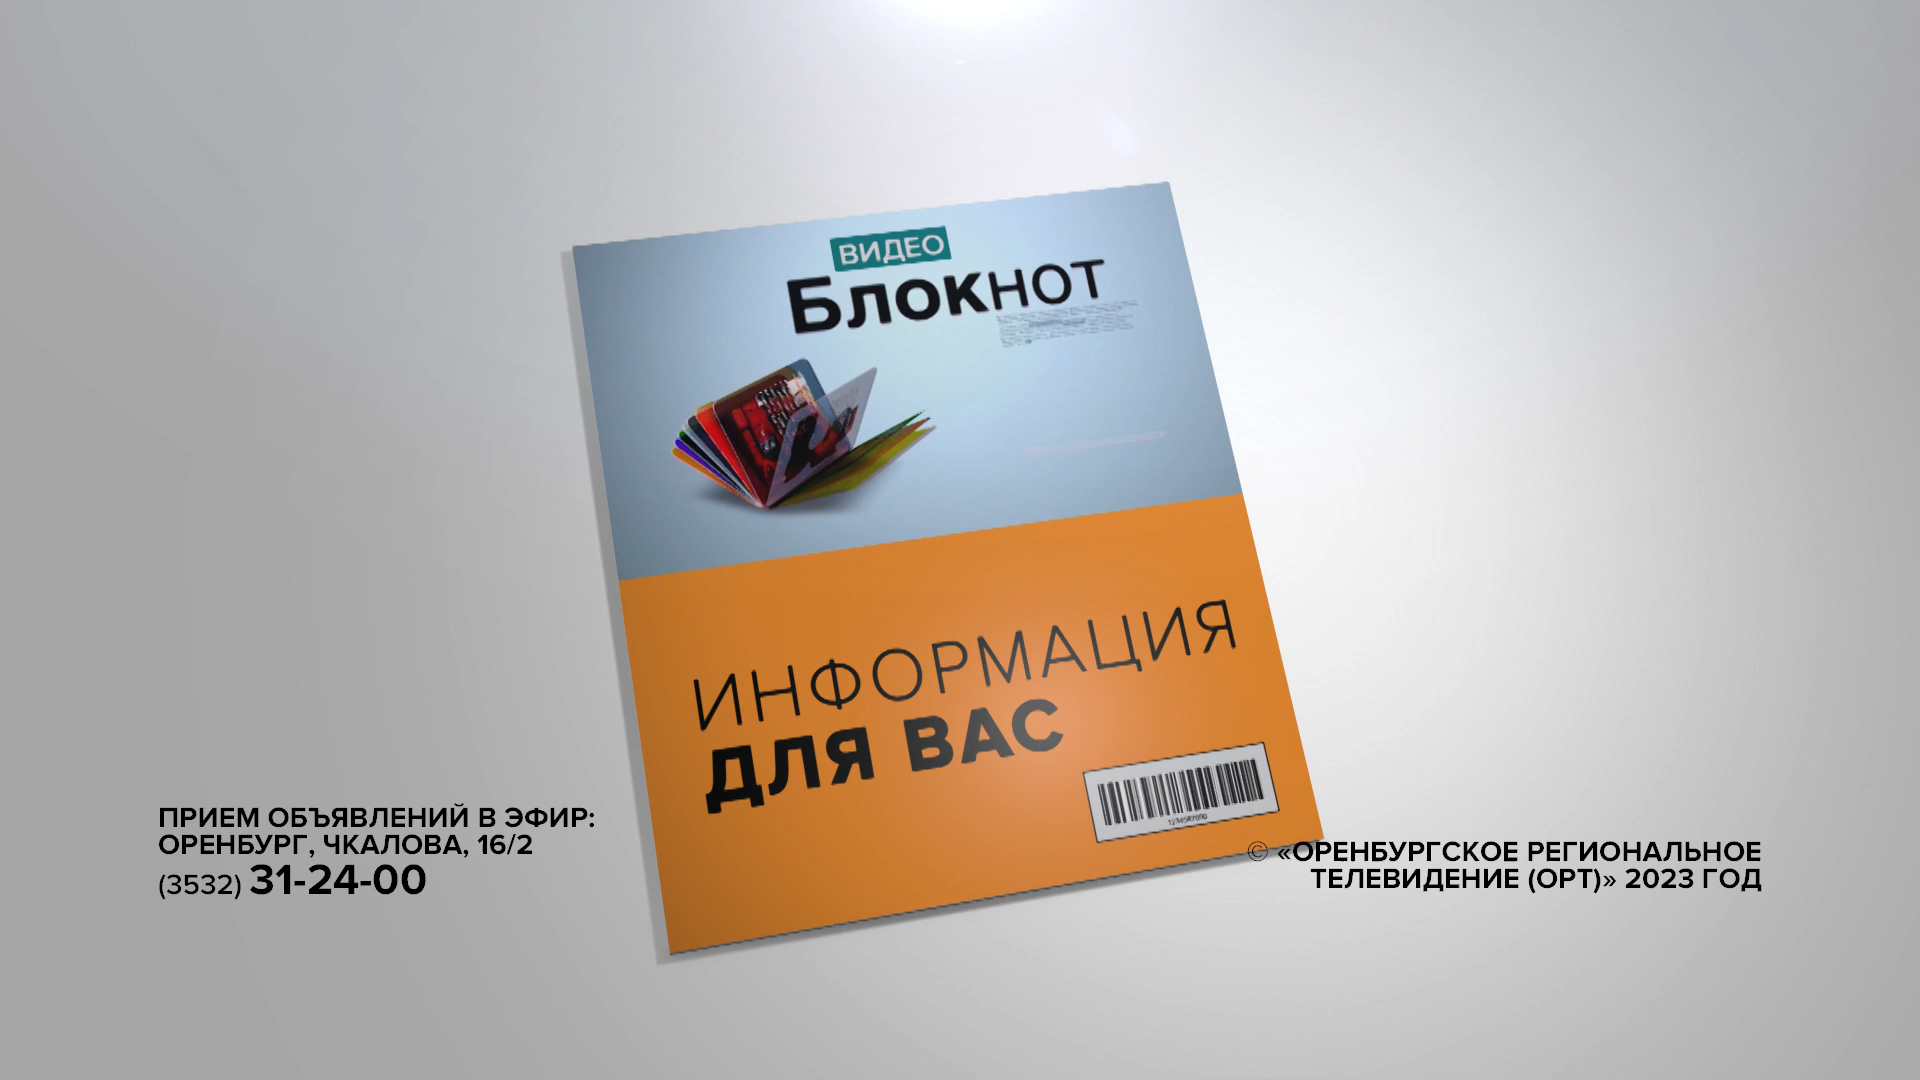 ВИДЕО
Блокнот
ИНФОРМАЦИЯ
ДЛЯ ВАС
ПРИЕМ ОБЪЯВЛЕНИЙ В ЭФИР:
ОРЕНБУРГ, ЧКАЛОВА, 16/2
(3532) 31-24-00
© «ОРЕНБУРГСКОЕ РЕГИОНАЛЬНОЕ
ТЕЛЕВИДЕНИЕ (ОРТ)» 2023 ГОД